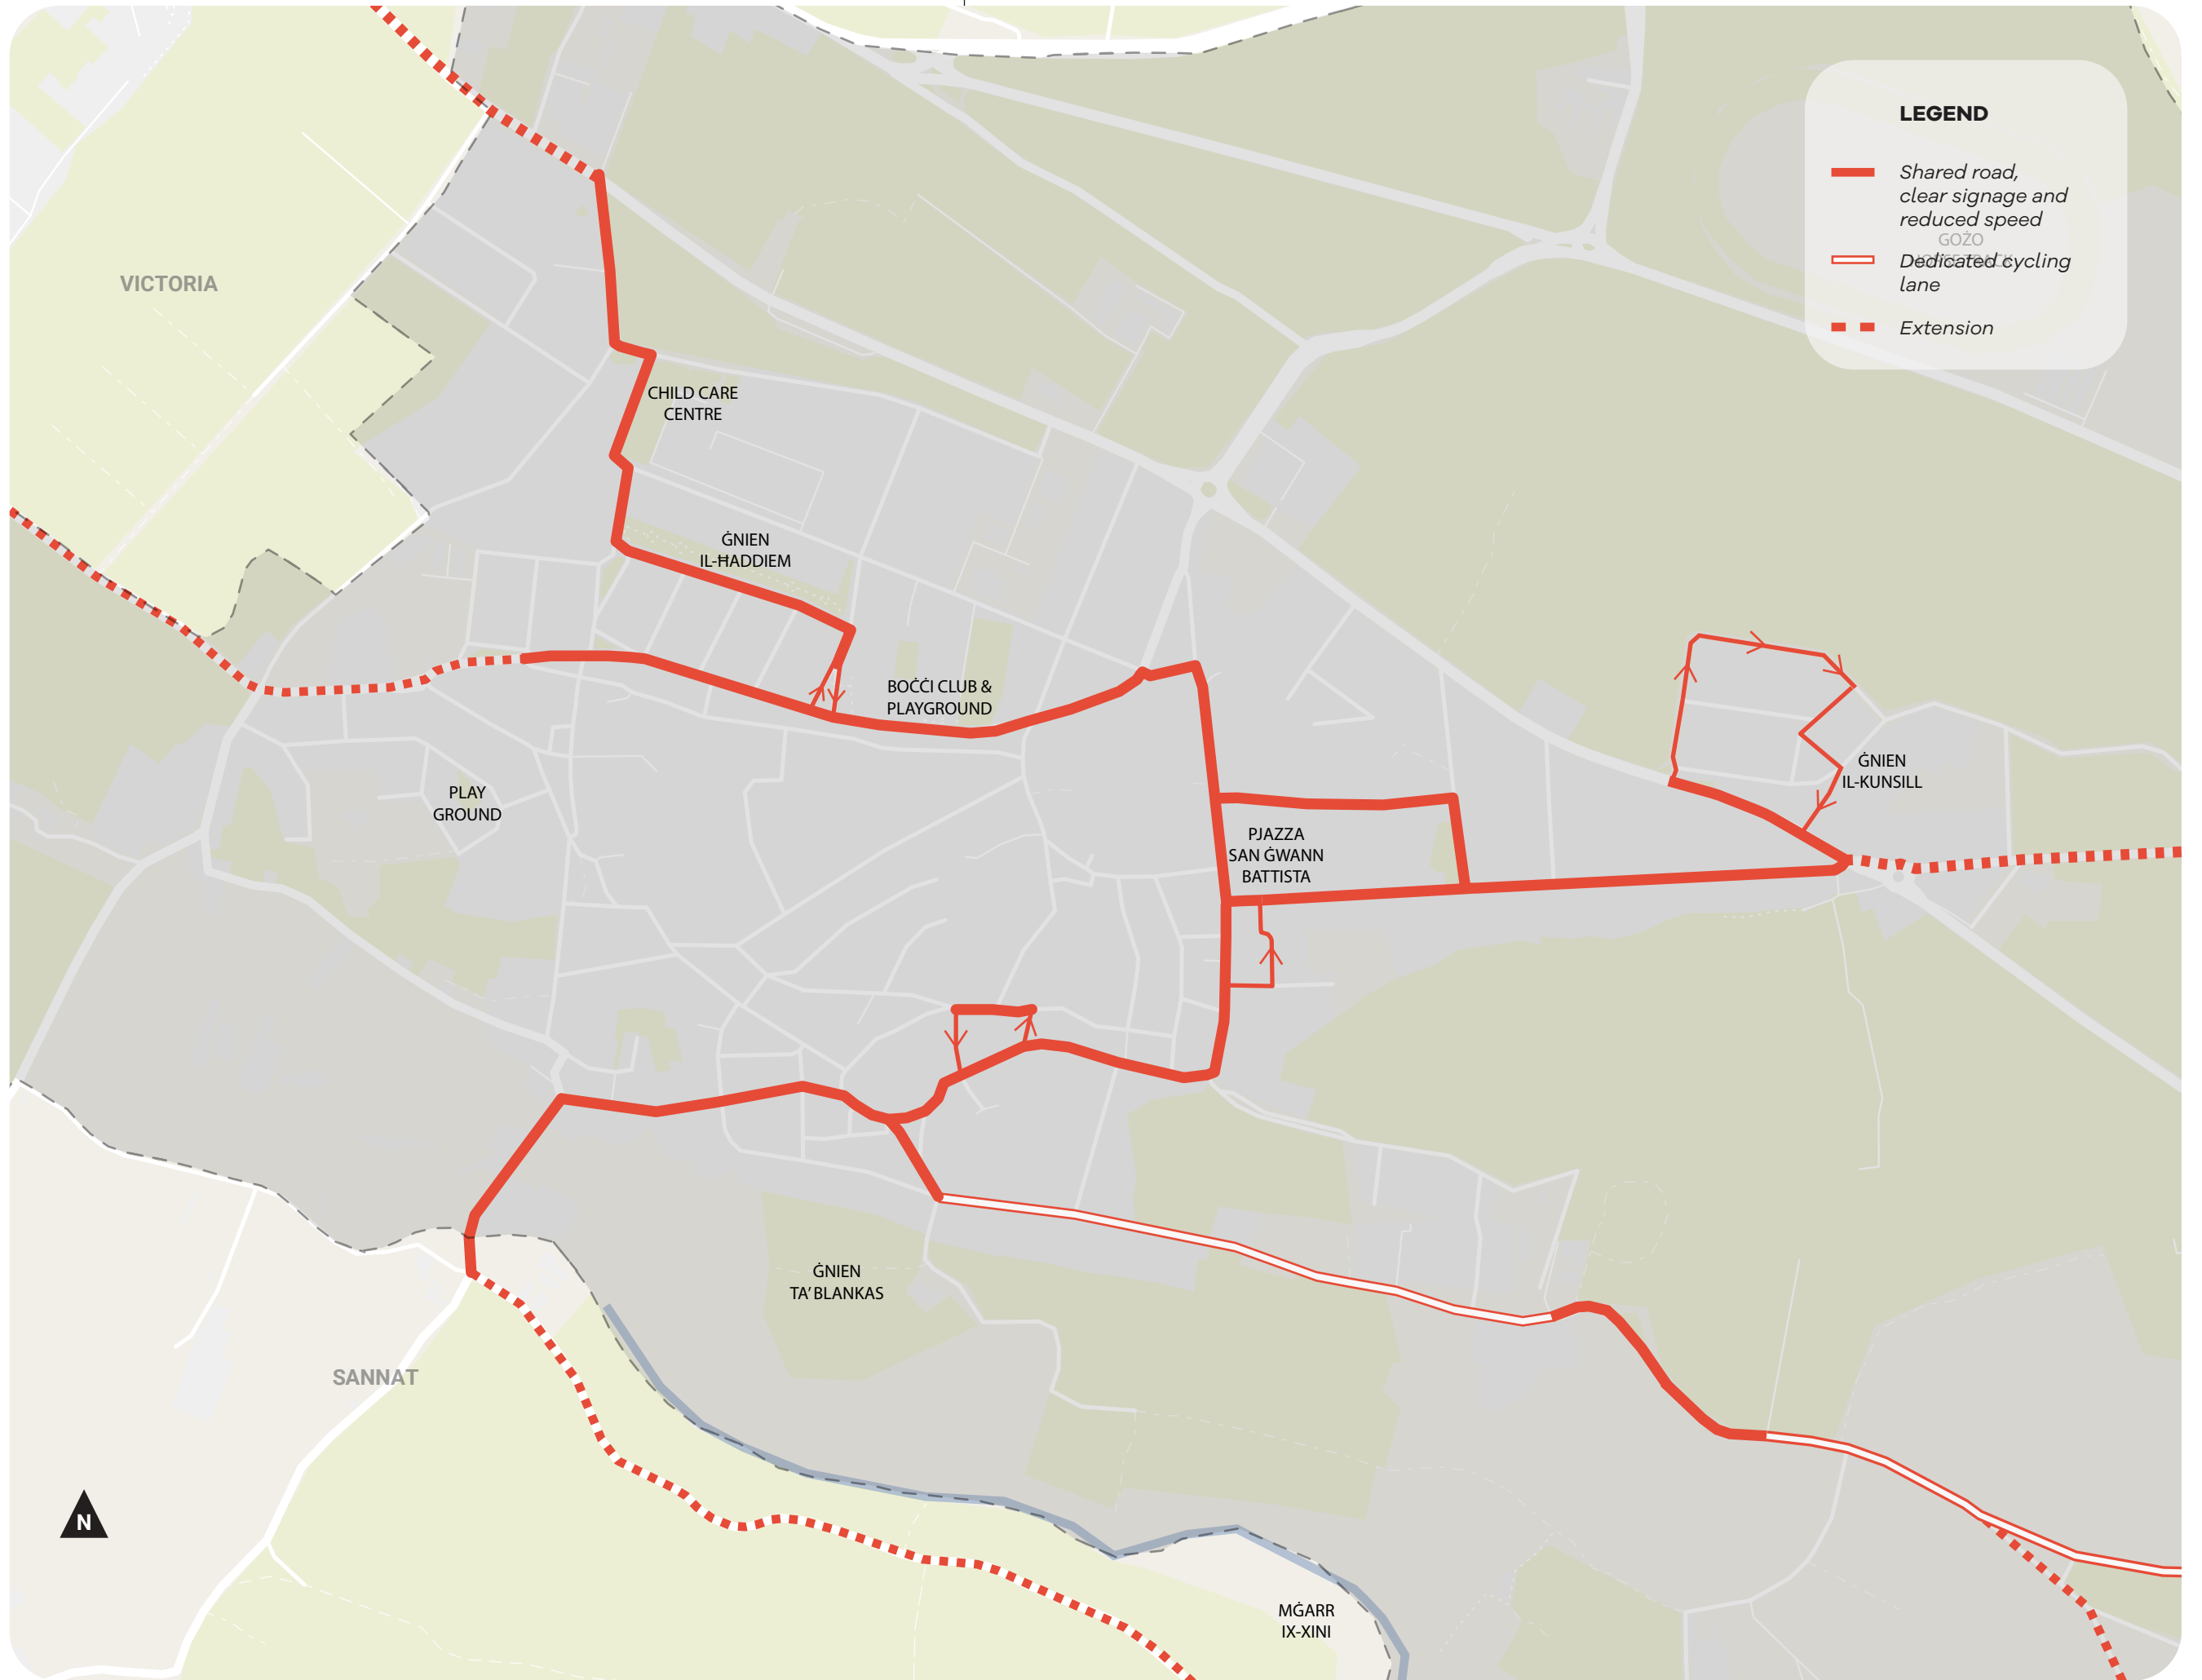 LEGEND
Shared road,
clear signage and
reduced speed
GOŻO
Dedicated cycling
lane
Extension
VICTORIA
CHILD CARE
CENTRE
ĠNIEN
IL-ĦADDIEM
BOĊĊI CLUB &
PLAYGROUND
PLAY
GROUND
ĠNIEN
IL-KUNSILL
PJAZZA
SAN ĠWANN
BATTISTA
ĠNIEN
TA' BLANKAS
SANNAT
N
MĠARR
IX-XINI